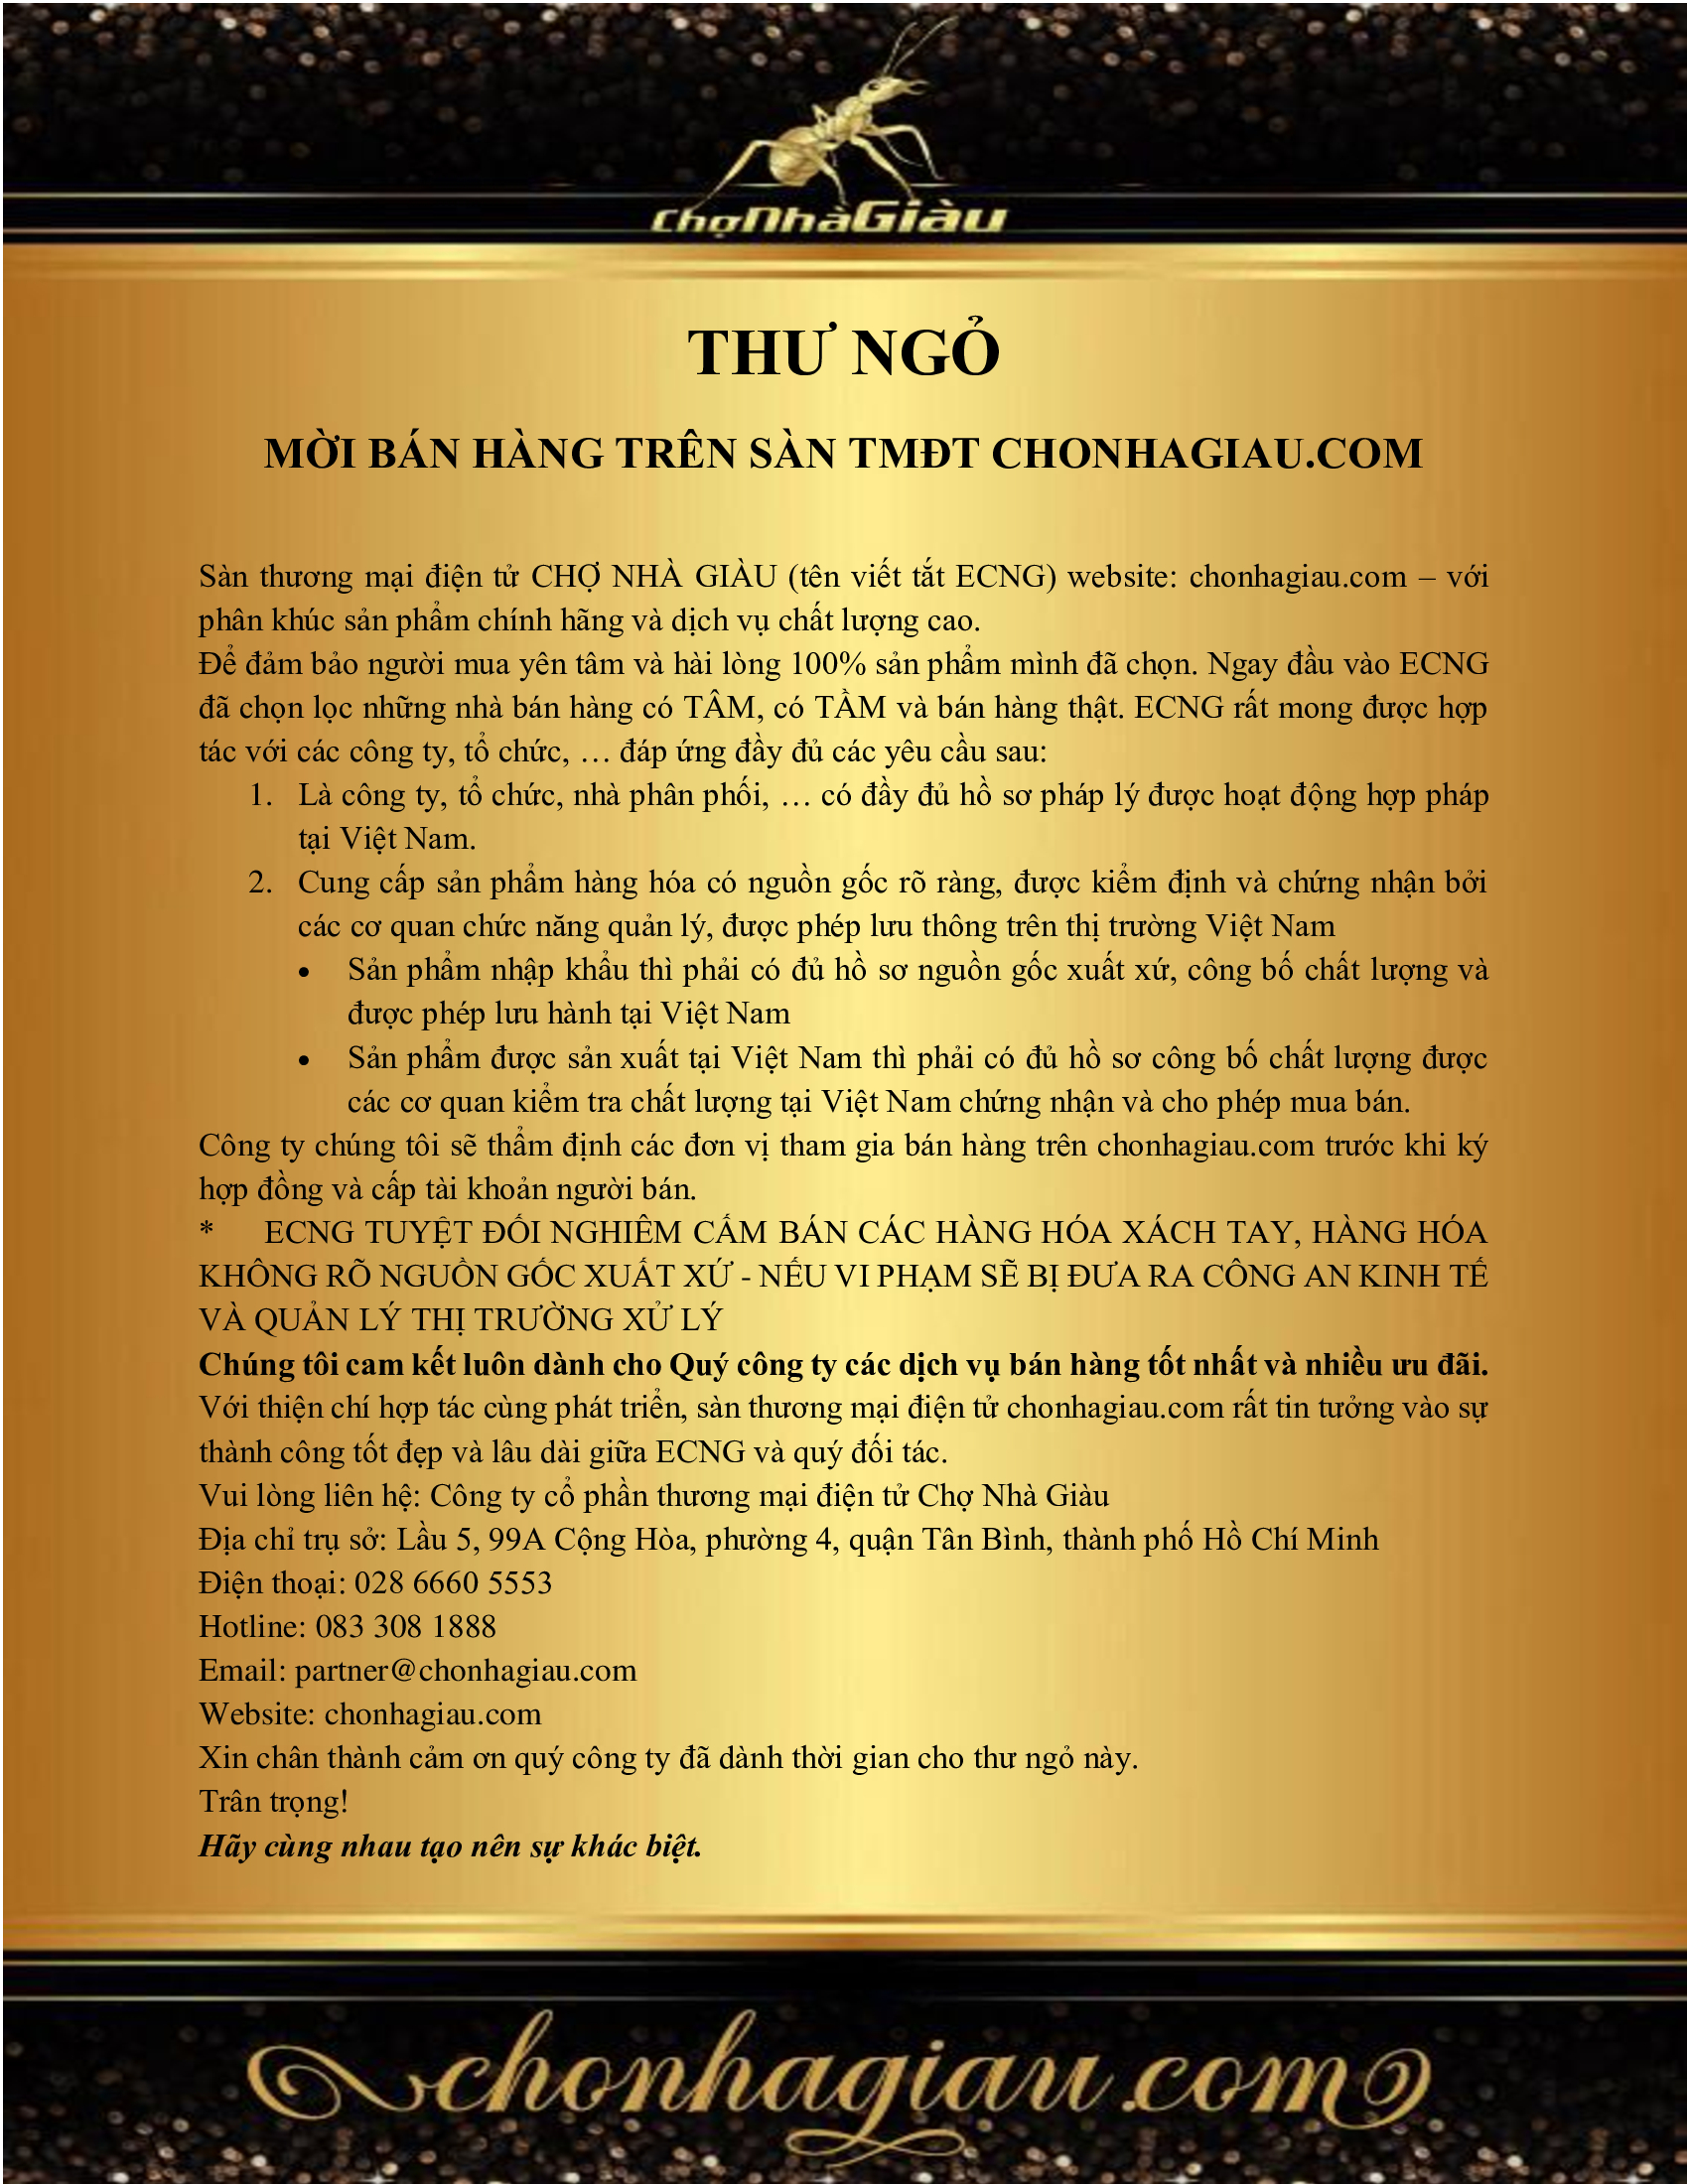 ChợNhàGiàu
THƯ NGỎ
MỜI BÁN HÀNG TRÊN SÀN TMĐT CHONHAGIAU.COM
Sàn thương mại điện tử CHỢ NHÀ GIÀU (tên viết tắt ECNG) website: chonhagiau.com – với
phân khúc sản phẩm chính hãng và dịch vụ chất lượng cao.
Để đảm bảo người mua yên tâm và hài lòng 100% sản phẩm mình đã chọn. Ngay đầu vào ECNG
đã chọn lọc những nhà bán hàng có TÂM, có TẦM và bán hàng thật. ECNG rất mong được hợp
tác với các công ty, tổ chức, … đáp ứng đầy đủ các yêu cầu sau:
1. Là công ty, tổ chức, nhà phân phối, … có đầy đủ hồ sơ pháp lý được hoạt động hợp pháp
tại Việt Nam.
2. Cung cấp sản phẩm hàng hóa có nguồn gốc rõ ràng, được kiểm định và chứng nhận bởi
các cơ quan chức năng quản lý, được phép lưu thông trên thị trường Việt Nam
• Sản phẩm nhập khẩu thì phải có đủ hồ sơ nguồn gốc xuất xứ, công bố chất lượng và
được phép lưu hành tại Việt Nam
• Sản phẩm được sản xuất tại Việt Nam thì phải có đủ hồ sơ công bố chất lượng được
các cơ quan kiểm tra chất lượng tại Việt Nam chứng nhận và cho phép mua bán.
Công ty chúng tôi sẽ thẩm định các đơn vị tham gia bán hàng trên chonhagiau.com trước khi ký
hợp đồng và cấp tài khoản người bán.
* ECNG TUYỆT ĐỐI NGHIÊM CẤM BÁN CÁC HÀNG HÓA XÁCH TAY, HÀNG HÓA
KHÔNG RÕ NGUỒN GỐC XUẤT XỨ - NẾU VI PHẠM SẼ BỊ ĐƯA RA CÔNG AN KINH TẾ
VÀ QUẢN LÝ THỊ TRƯỜNG XỬ LÝ
Chúng tôi cam kết luôn dành cho Quý công ty các dịch vụ bán hàng tốt nhất và nhiều ưu đãi.
Với thiện chí hợp tác cùng phát triển, sàn thương mại điện tử chonhagiau.com rất tin tưởng vào sự
thành công tốt đẹp và lâu dài giữa ECNG và quý đối tác.
Vui lòng liên hệ: Công ty cổ phần thương mại điện tử Chợ Nhà Giàu
Địa chỉ trụ sở: Lầu 5, 99A Cộng Hòa, phường 4, quận Tân Bình, thành phố Hồ Chí Minh
Điện thoại: 028 6660 5553
Hotline: 083 308 1888
Email: partner@chonhagiau.com
Website: chonhagiau.com
Xin chân thành cảm ơn quý công ty đã dành thời gian cho thư ngỏ này.
Trân trọng!
Hãy cùng nhau tạo nên sự khác biệt.
chonhagiau.com